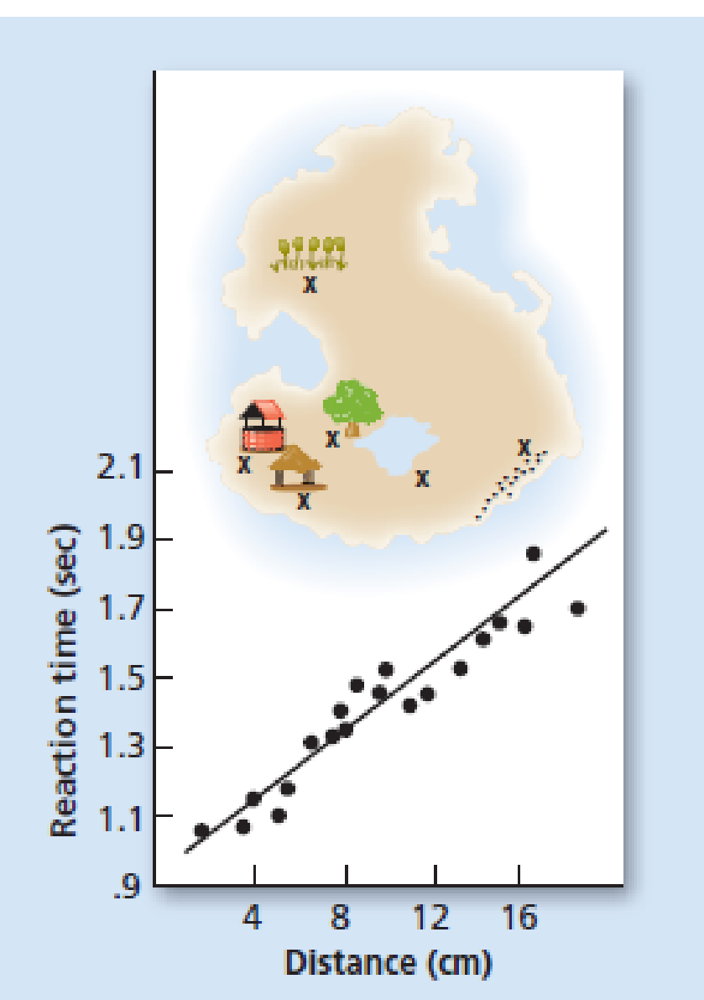 X
X
X
X
X
X
2.1
1.9
1.7
1.5
1.3
1.1
.9
Reaction time (sec)
4 8 12 16
Distance (cm)